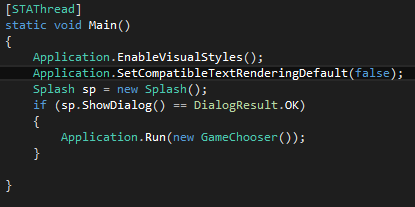 [STAThread]
static void Main()
{
    Application.EnableVisualStyles();
    Application.SetCompatibleTextRenderingDefault(false);
    Splash sp = new Splash();
    if (sp.ShowDialog() == DialogResult.OK)
    {
        Application.Run(new GameChooser());
    }
}